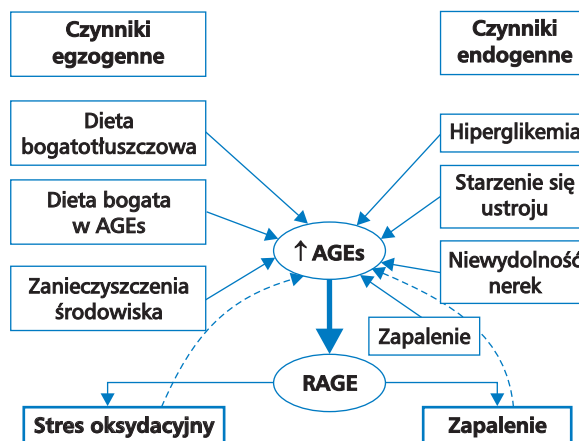 Czynniki
egzogenne
Czynniki
endogenne
Dieta
bogatotłuszczowa
Hiperglikemia
Dieta bogata
w AGEs
Starzenie się
ustroju
↑ AGEs
Niewydolność
nerek
Zanieczyszczenia
środowiska
Zapalenie
RAGE
Stres oksydacyjny
Zapalenie